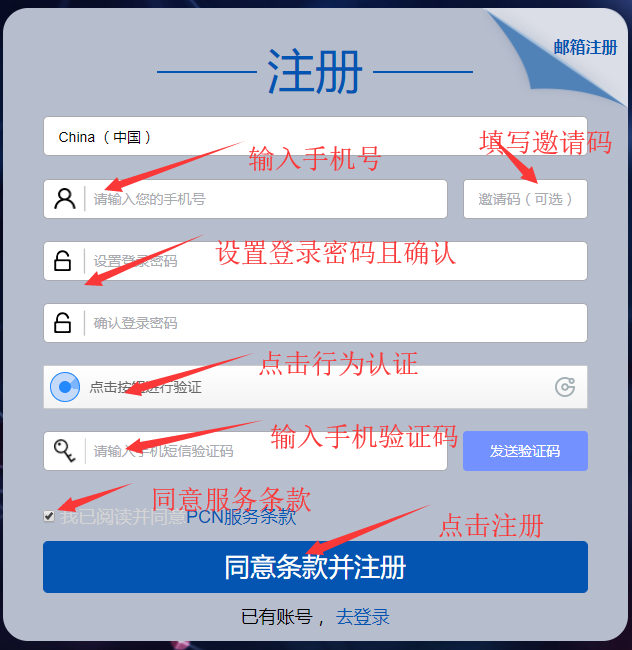 邮箱注册
注册
China（中国）
填写邀请码
输入手机号
请输入您的手机号
邀请码（可选）
设置登录密码且确认
设置登录密码
确认登录密码
点击行为认证
点击按钮进行验证
输入手机验证码
请输入手机短信验证码
发送验证码
同意服务条款
我已阅读并同意PCN服务条款
点击注册
同意条款并注册
已有账号，去登录